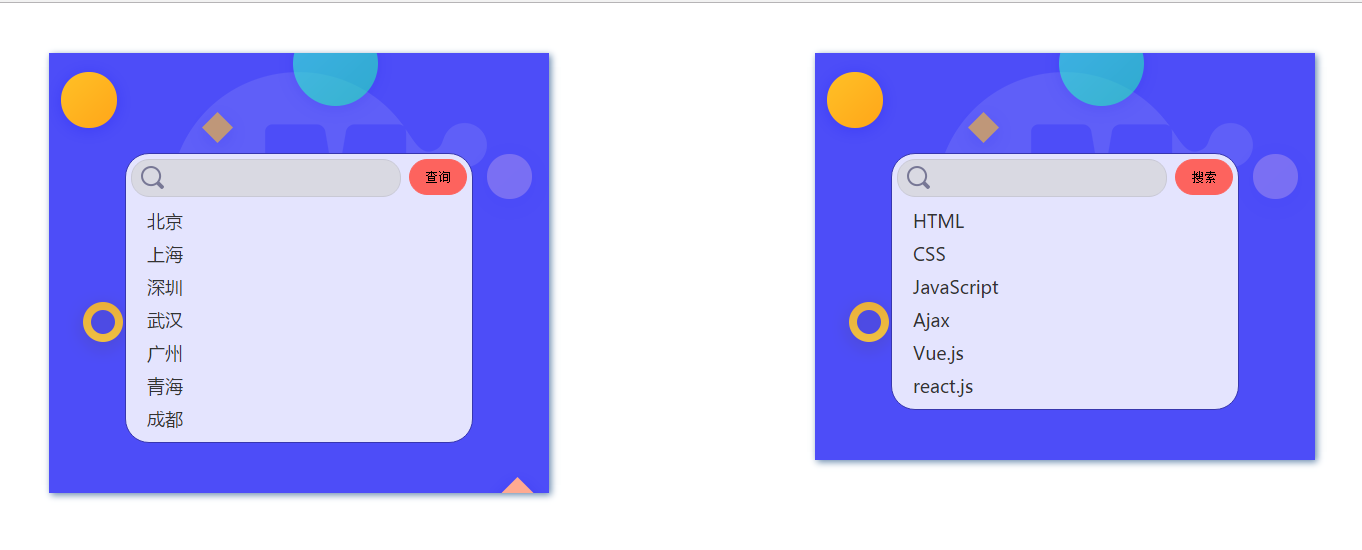 查询
北京
上海
深圳
武汉
广州
青海
成都
搜索
HTML
CSS
JavaScript
Ajax
Vue.js
react.js